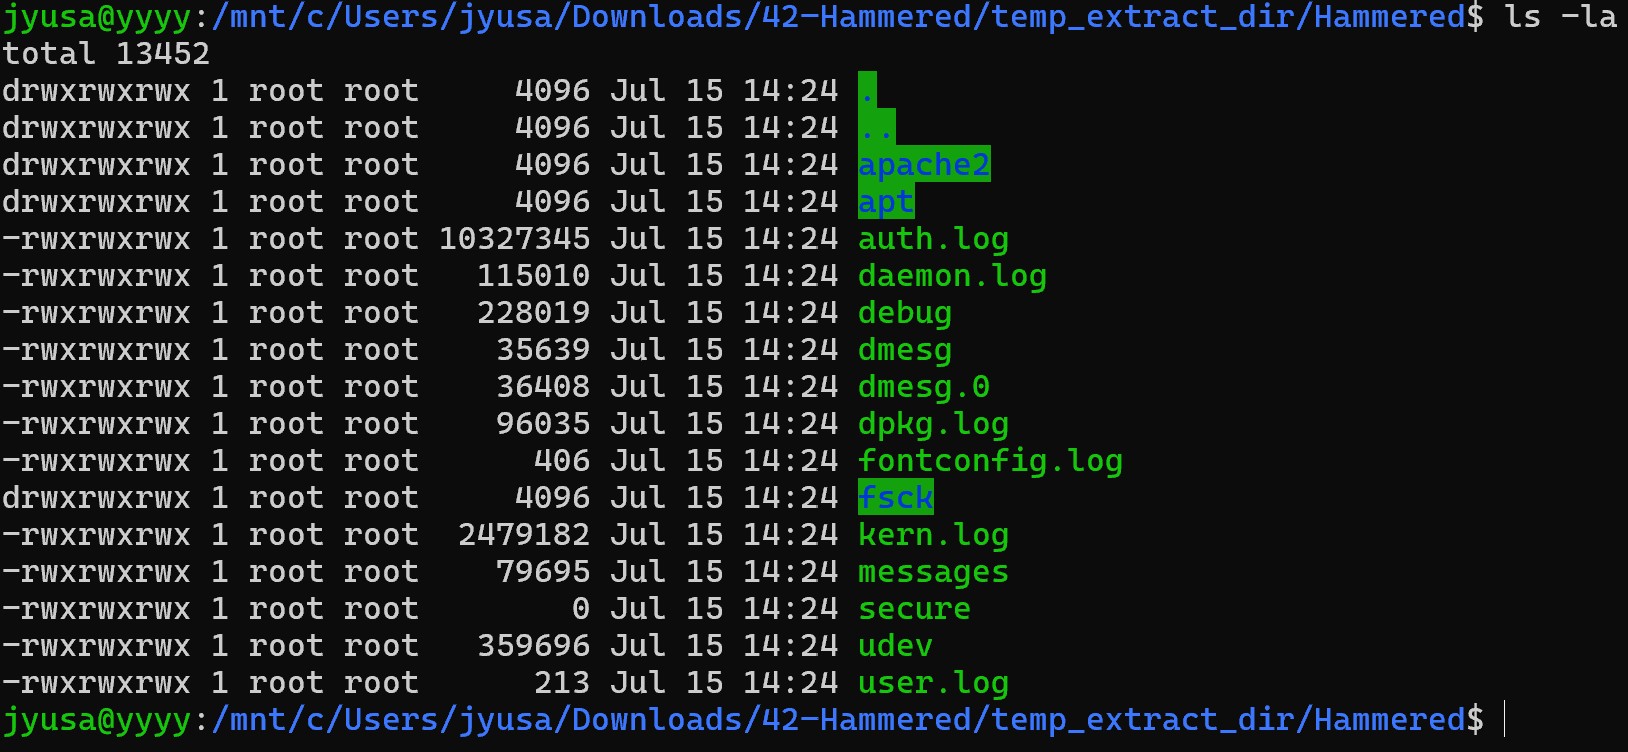 jyusa@yyyy:/mnt/c/Users/jyusa/Downloads/42-Hammered/temp_extract_dir/Hammered$ ls -la
total 13452
drwxrwxrwx 1 root root     4096 Jul 15 14:24 .
drwxrwxrwx 1 root root     4096 Jul 15 14:24 ..
drwxrwxrwx 1 root root     4096 Jul 15 14:24 apache2
drwxrwxrwx 1 root root     4096 Jul 15 14:24 apt
-rwxrwxrwx 1 root root 10327345 Jul 15 14:24 auth.log
-rwxrwxrwx 1 root root   115010 Jul 15 14:24 daemon.log
-rwxrwxrwx 1 root root   228019 Jul 15 14:24 debug
-rwxrwxrwx 1 root root    35639 Jul 15 14:24 dmesg
-rwxrwxrwx 1 root root    36408 Jul 15 14:24 dmesg.0
-rwxrwxrwx 1 root root    96035 Jul 15 14:24 dpkg.log
-rwxrwxrwx 1 root root      406 Jul 15 14:24 fontconfig.log
drwxrwxrwx 1 root root     4096 Jul 15 14:24 fsck
-rwxrwxrwx 1 root root  2479182 Jul 15 14:24 kern.log
-rwxrwxrwx 1 root root    79695 Jul 15 14:24 messages
-rwxrwxrwx 1 root root        0 Jul 15 14:24 secure
-rwxrwxrwx 1 root root   359696 Jul 15 14:24 udev
-rwxrwxrwx 1 root root      213 Jul 15 14:24 user.log
jyusa@yyyy:/mnt/c/Users/jyusa/Downloads/42-Hammered/temp_extract_dir/Hammered$